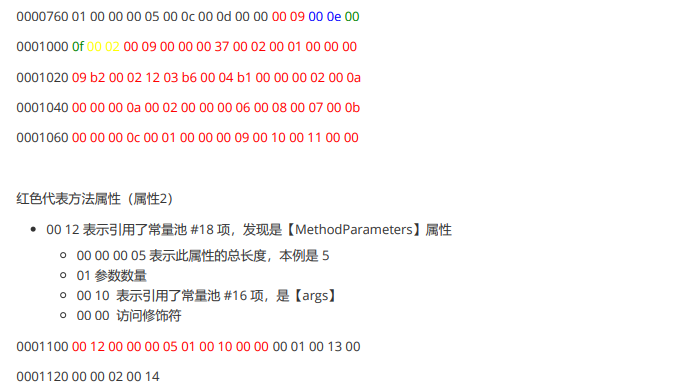 0000760 01 00 00 00 05 00 0c 00 0d 00 00 00 09 00 0e 00
0001000 0f 00 02 00 09 00 00 00 37 00 02 00 01 00 00 00
0001020 09 b2 00 02 12 03 b6 00 04 b1 00 00 00 02 00 0a
0001040 00 00 00 0a 00 02 00 00 00 06 00 08 00 07 00 0b
0001060 00 00 00 0c 00 01 00 00 00 09 00 10 00 11 00 00
红色代表方法属性（属性2）
• 00 12 表示引用了常量池 #18 项，发现是【MethodParameters】属性
◦ 00 00 00 05 表示此属性的总长度，本例是 5
◦ 01 参数数量
◦ 00 10 表示引用了常量池 #16 项，是【args】
◦ 00 00 访问修饰符
0001100 00 12 00 00 00 05 01 00 10 00 00 00 01 00 13 00
0001120 00 00 02 00 14